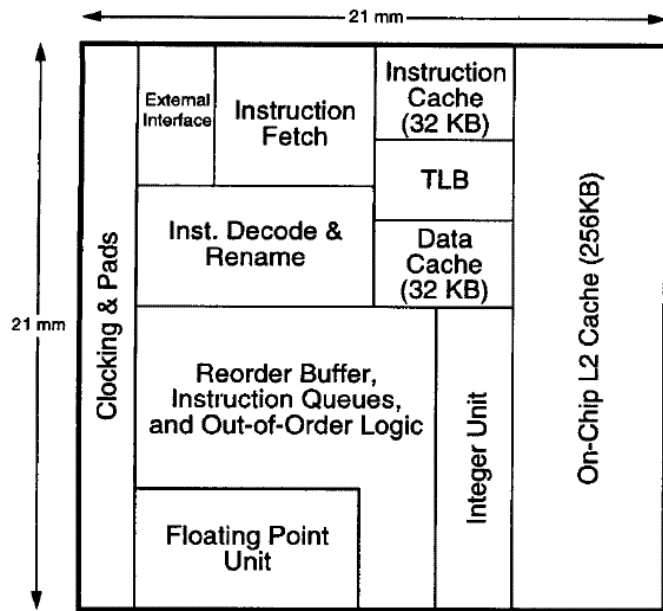 21 mm
21 mm
Clocking & Pads
External
Interface
Instruction
Fetch
Instruction
Cache
(32 KB)
TLB
Inst. Decode &
Rename
Data
Cache
(32 KB)
Reorder Buffer,
Instruction Queues,
and Out-of-Order Logic
Floating Point
Unit
Integer Unit
On-Chip L2 Cache (256KB)